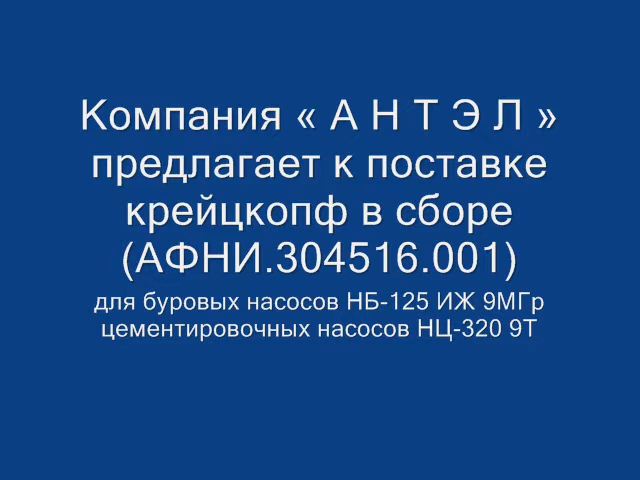 Компания « А Н Т Э Л »
предлагает к поставке
крейцкопф в сборе
(АФНИ.304516.001)
для буровых насосов НБ-125 ИЖ 9МГр
цементировочных насосов НЦ-320 9Т